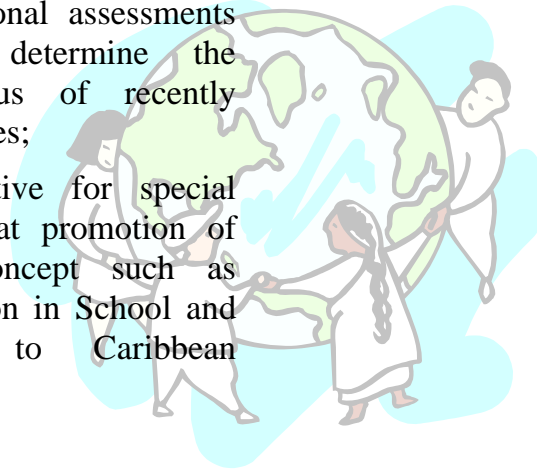 onal assessments
determine the
us of recently
es;
tive for special
at promotion of
oncept such as
on in School and
to Caribbean